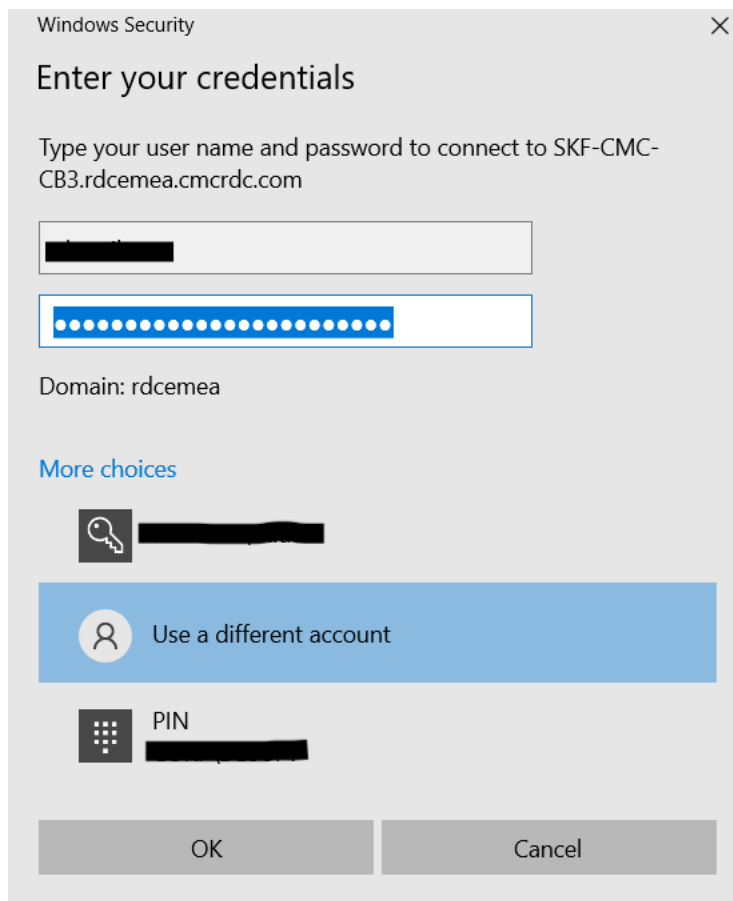 Windows Security
Enter your credentials
Type your user name and password to connect to SKF-CMC-
CB3.rdcemea.cmcrdc.com
Domain: rdcemea
More choices
Use a different account
PIN
OK
Cancel